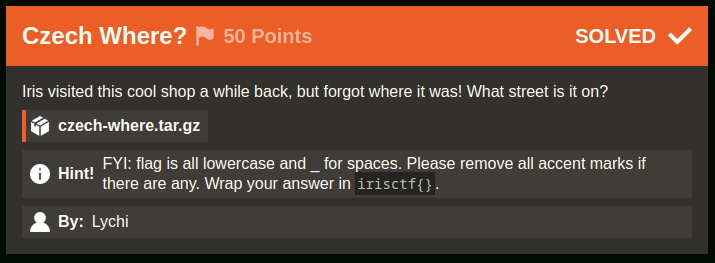 Czech Where? 50 Points SOLVED
Iris visited this cool shop a while back, but forgot where it was! What street is it on?
czech-where.tar.gz
Hint! FYI: flag is all lowercase and _ for spaces. Please remove all accent marks if
there are any. Wrap your answer in irisctf{}.
By: Lychi